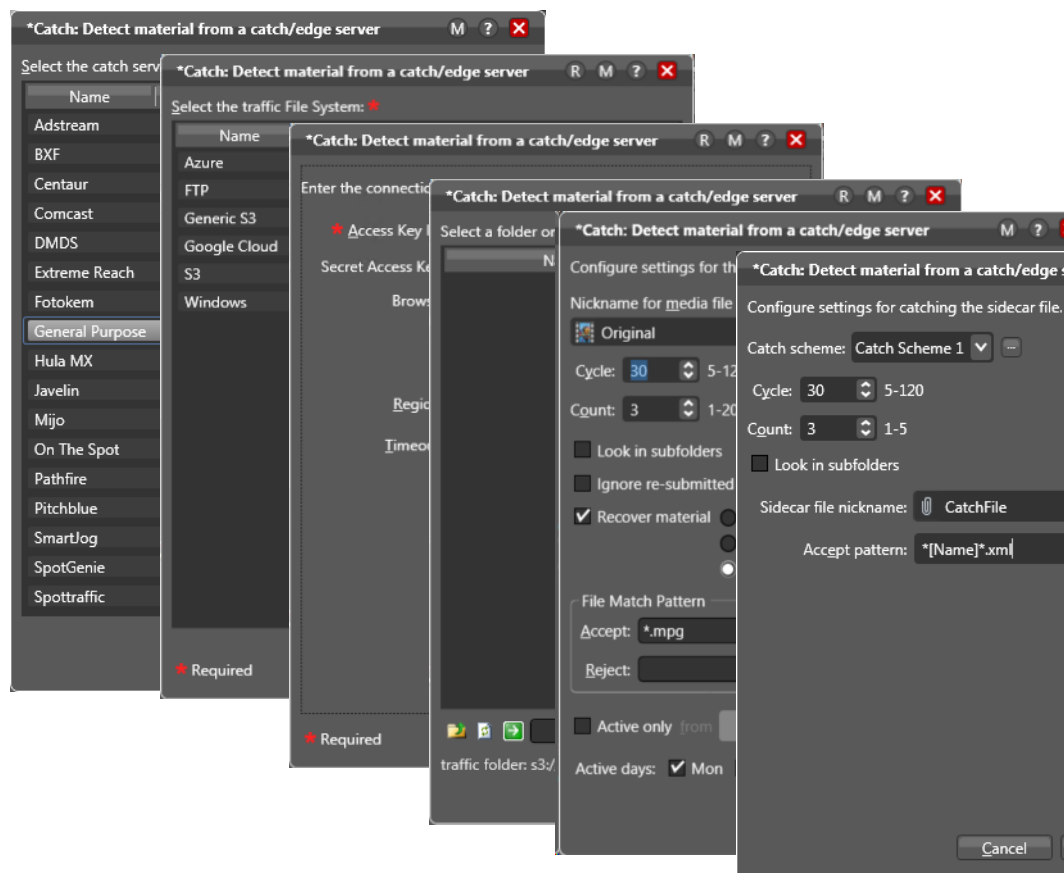 *Catch: Detect material from a catch/edge server M ?
Select the catch serv
Name
Adstream
BXF
Centaur
Comcast
DMDS
Extreme Reach
Fotokem
General Purpose
Hula MX
Javelin
Mijo
On The Spot
Pathfire
Pitchblue
SmartJog
SpotGenie
Spottraffic
*Catch: Detect material from a catch/edge server R M ?
Select the traffic File System: *
Name
Azure
FTP
Generic S3
Google Cloud
S3
Windows
* Required
*Catch: Detect material from a catch/edge server R M ?
Enter the connectic
* Access Key I
Secret Access Ke
Brows
Regio
Timeou
* Required
*Catch: Detect material from a catch/edge server R M ?
Select a folder or
N
traffic folder: s3:/
*Catch: Detect material from a catch/edge server M ?
Configure settings for th
Nickname for media file
Original
Cycle: 30 5-12
Count: 3 1-20
Look in subfolders
Ignore re-submitted
Recover material
File Match Pattern
Accept: *.mpg
Reject:
Active only from
Active days: Mon
*Catch: Detect material from a catch/edge s
Configure settings for catching the sidecar file.
Catch scheme: Catch Scheme 1 ...
Cycle: 30 5-120
Count: 3 1-5
Look in subfolders
Sidecar file nickname: CatchFile
Accept pattern: *[Name]*.xml
Cancel